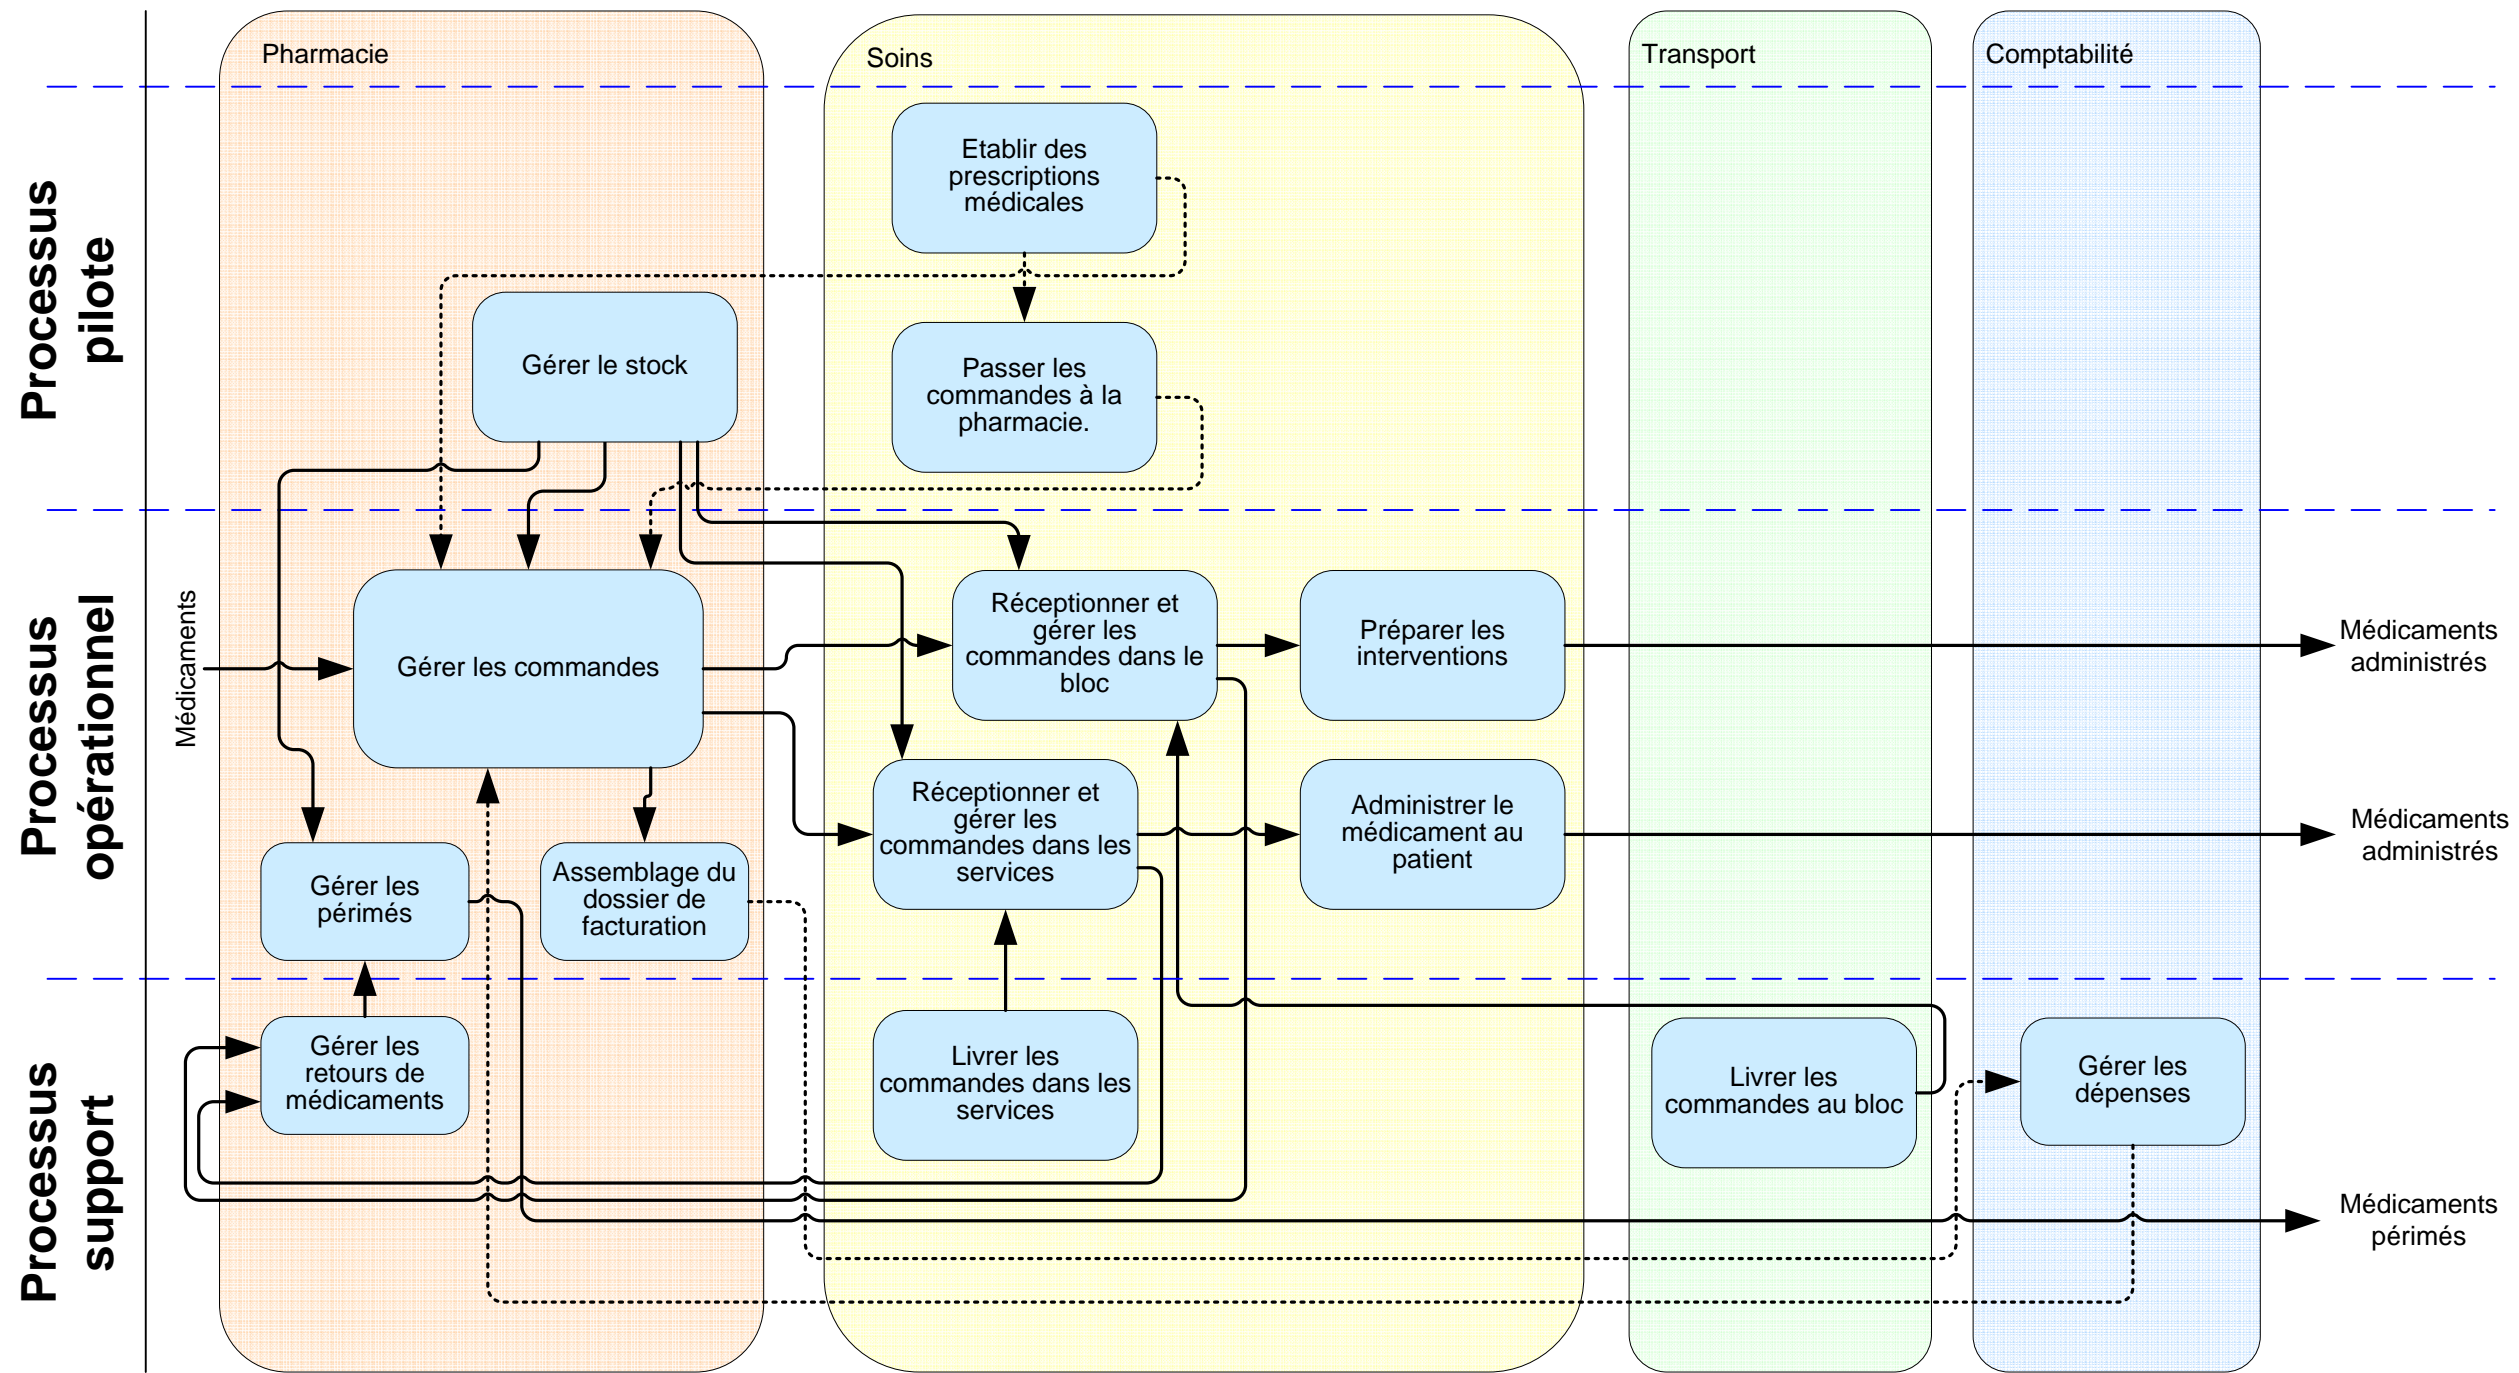 Pharmacie
Soins
Transport
Comptabilité
Processus
pilote
Etablir des
prescriptions
médicales
Gérer le stock
Passer les
commandes à la
pharmacie.
Processus
opérationnel
Médicaments
Gérer les commandes
Réceptionner et
gérer les
commandes dans le
bloc
Préparer les
interventions
Médicaments
administrés
Réceptionner et
gérer les
commandes dans les
services
Administrer le
médicament au
patient
Médicaments
administrés
Gérer les
périmés
Assemblage du
dossier de
facturation
Processus
support
Gérer les
retours de
médicaments
Livrer les
commandes dans les
services
Livrer les
commandes au bloc
Gérer les
dépenses
Médicaments
périmés